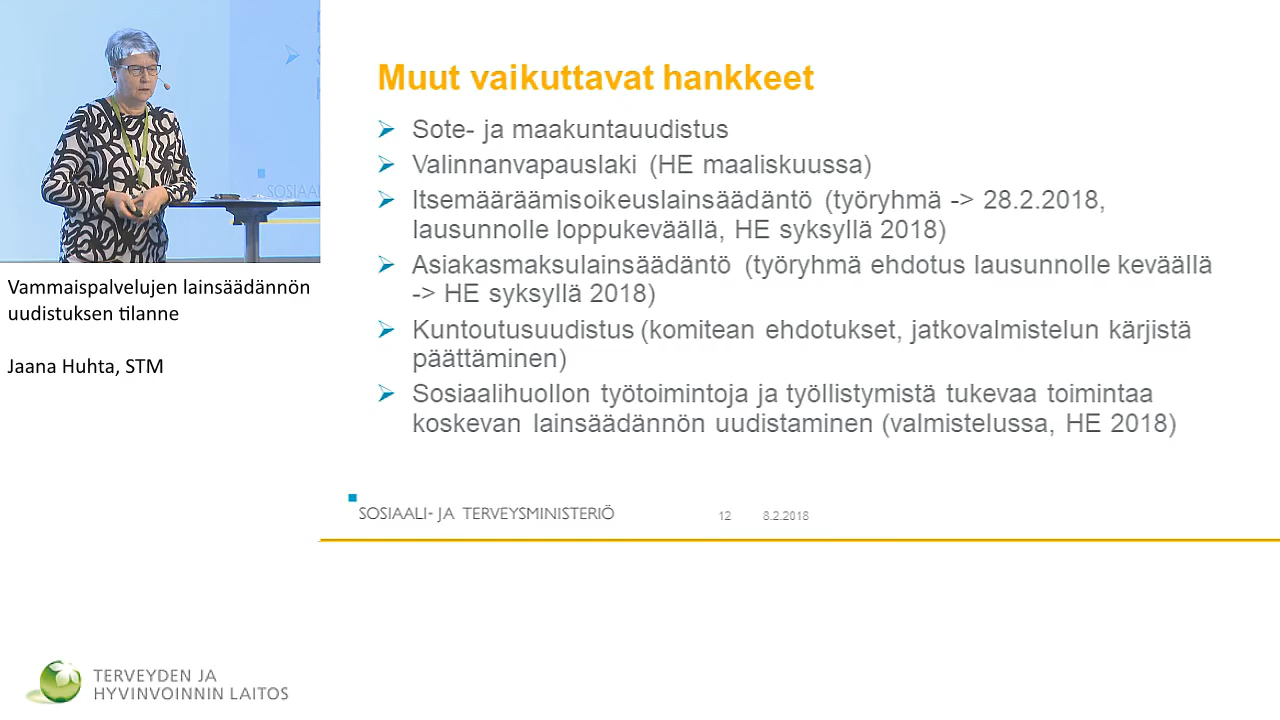 SOSIAAL
Vammaispalvelujen lainsäädännön
uudistuksen tilanne
Jaana Huhta, STM
Muut vaikuttavat hankkeet
Sote- ja maakuntauudistus
Valinnanvapauslaki (HE maaliskuussa)
Itsemääräämisoikeuslainsäädäntö (työryhmä -> 28.2.2018,
lausunnolle loppukeväällä, HE syksyllä 2018)
Asiakasmaksulainsäädäntö (työryhmä ehdotus lausunnolle keväällä
-> HE syksyllä 2018)
Kuntoutusuudistus (komitean ehdotukset, jatkovalmistelun kärjistä
päättäminen)
Sosiaalihuollon työtoimintoja ja työllistymistä tukevaa toimintaa
koskevan lainsäädännön uudistaminen (valmistelussa, HE 2018)
SOSIAALI- JA TERVEYSMINISTERIÖ 12 8.2.2018
TERVEYDEN JA
HYVINVOINNIN LAITOS